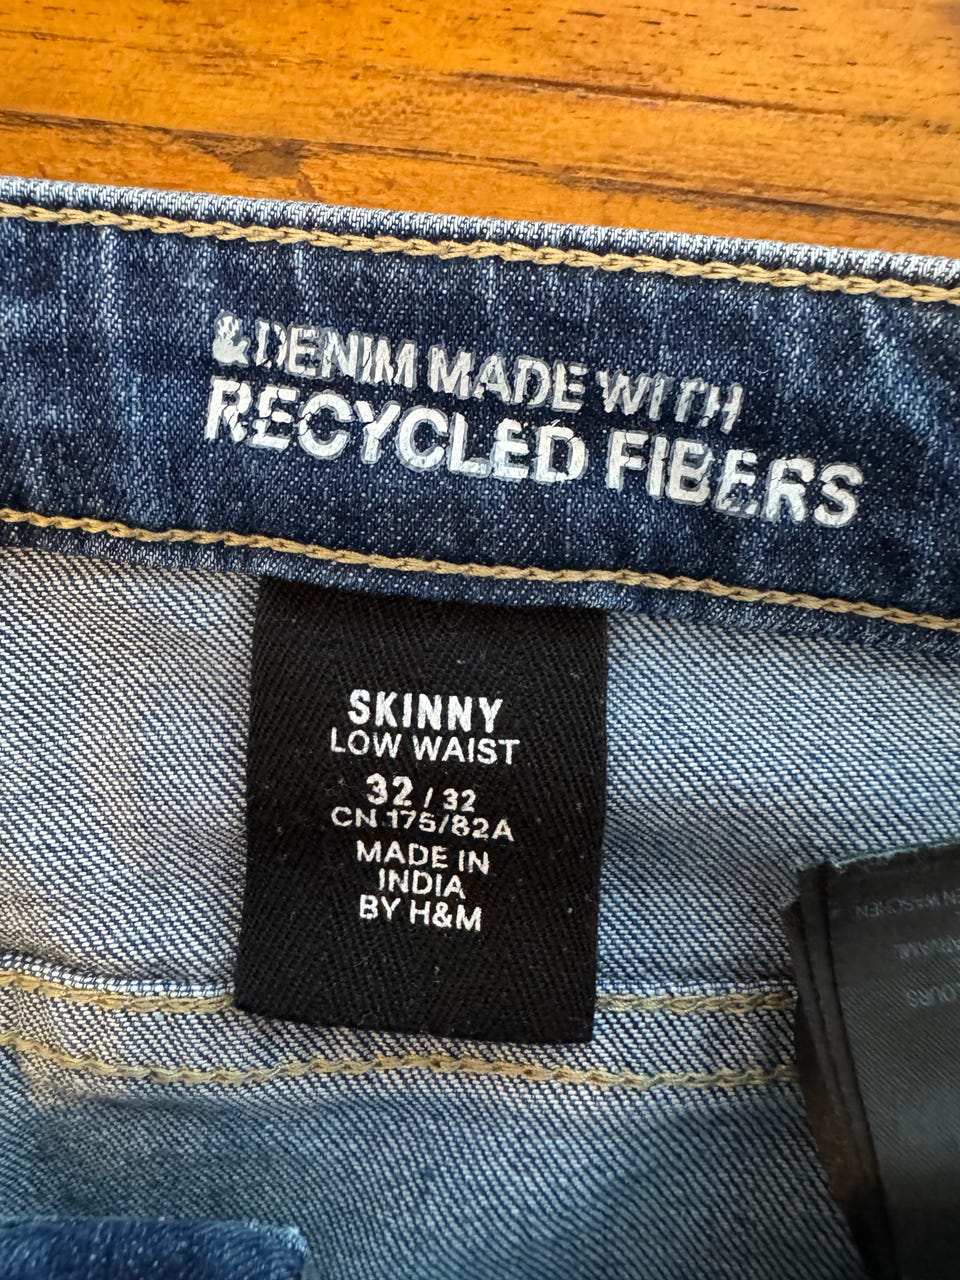 &DENIM MADE WITH
RECYCLED FIBERS
SKINNY
LOW WAIST
32 / 32
CN 175/82A
MADE IN
INDIA
BY H&M